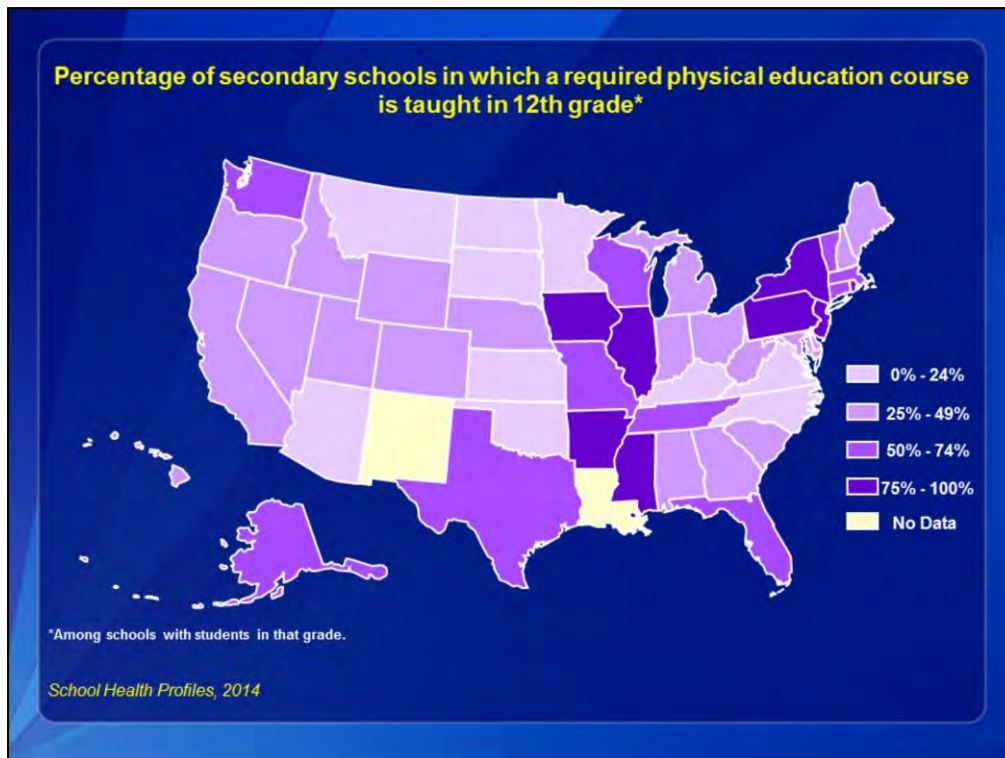 Percentage of secondary schools in which a required physical education course
is taught in 12th grade*
0% - 24%
25% - 49%
50% - 74%
75% - 100%
No Data
*Among schools with students in that grade.
School Health Profiles, 2014